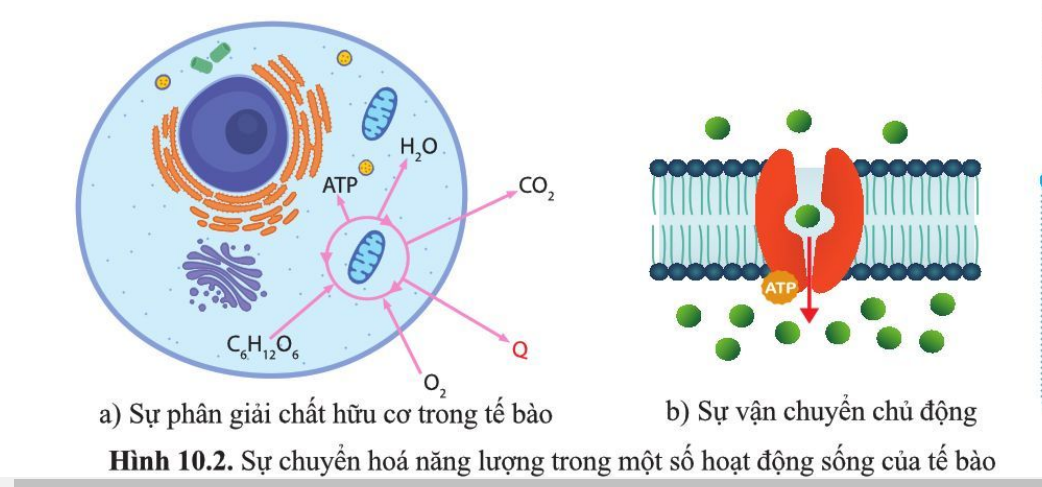 H₂O
ATP
CO₂
ATP
C₆H₁₂O₆
Q
O₂
a) Sự phân giải chất hữu cơ trong tế bào
b) Sự vận chuyển chủ động
Hình 10.2. Sự chuyển hoá năng lượng trong một số hoạt động sống của tế bào